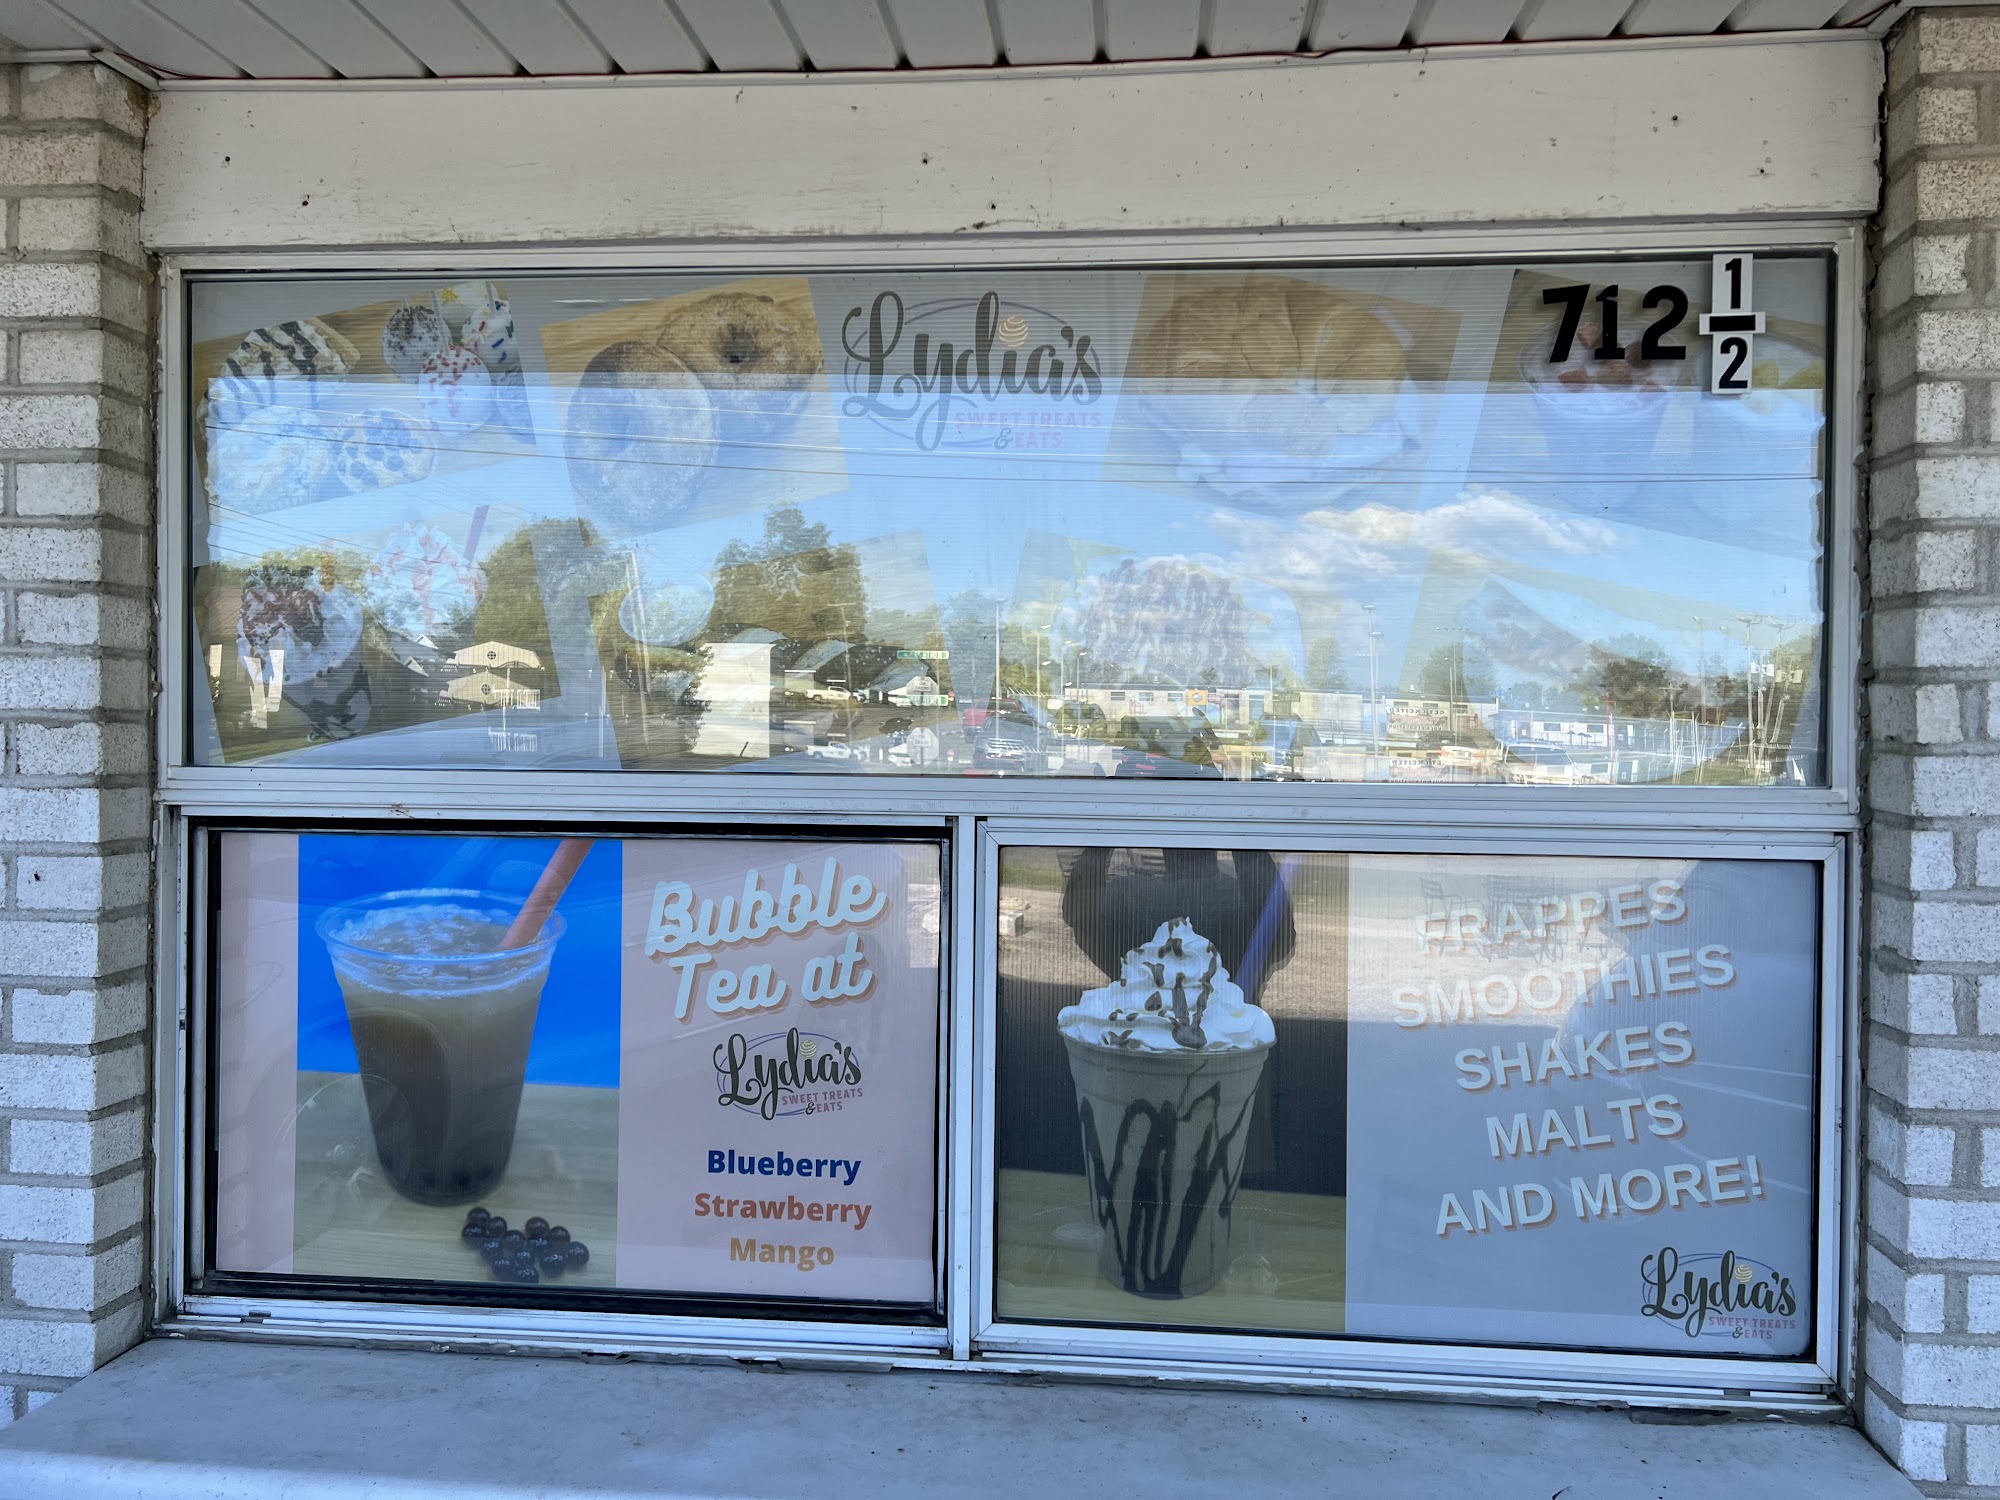 Lydia's
SWEET TREATS
& EATS
712 1/2
Bubble
Tea at
Lydia's
SWEET TREATS
& EATS
Blueberry
Strawberry
Mango
FRAPPES
SMOOTHIES
SHAKES
MALTS
AND MORE!
Lydia's
SWEET TREATS
& EATS